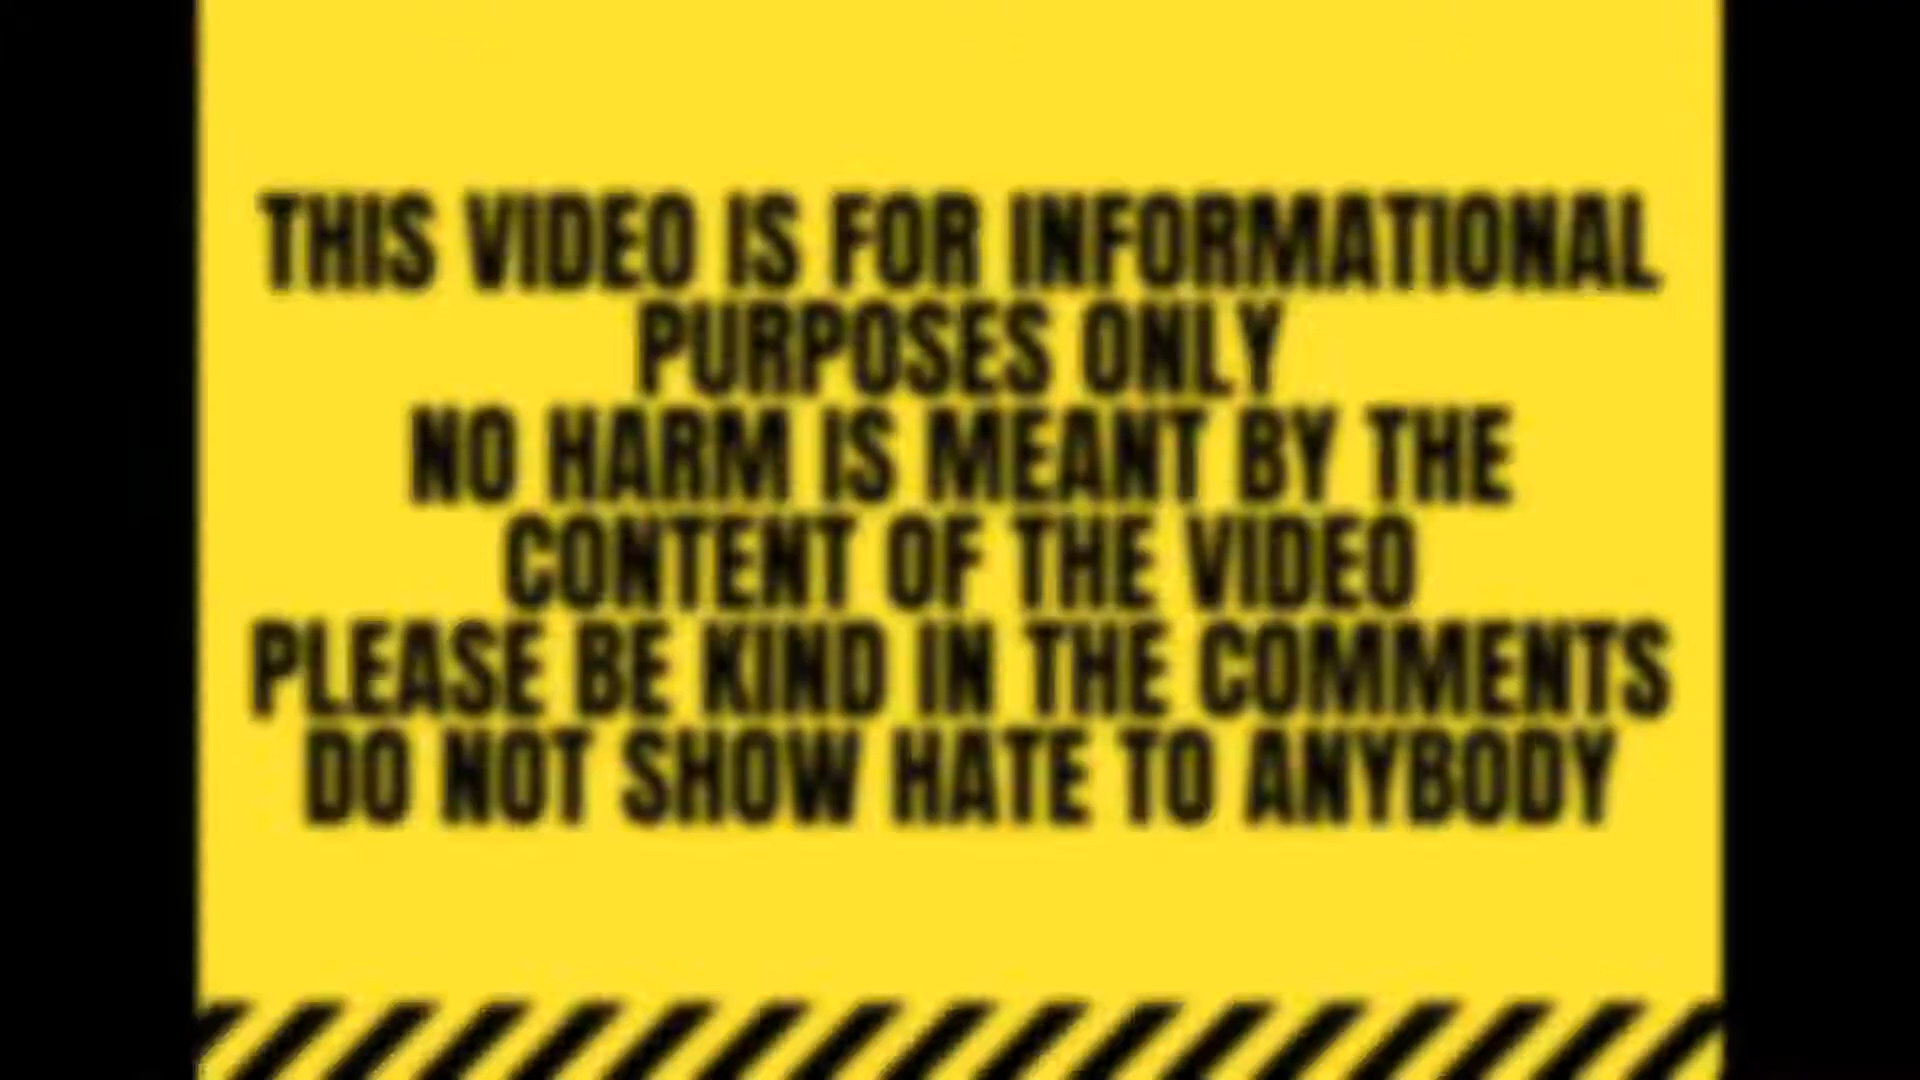 THIS VIDEO IS FOR INFORMATIONAL
PURPOSES ONLY
NO HARM IS MEANT BY THE
CONTENT OF THE VIDEO
PLEASE BE KIND IN THE COMMENTS
DO NOT SHOW HATE TO ANYBODY